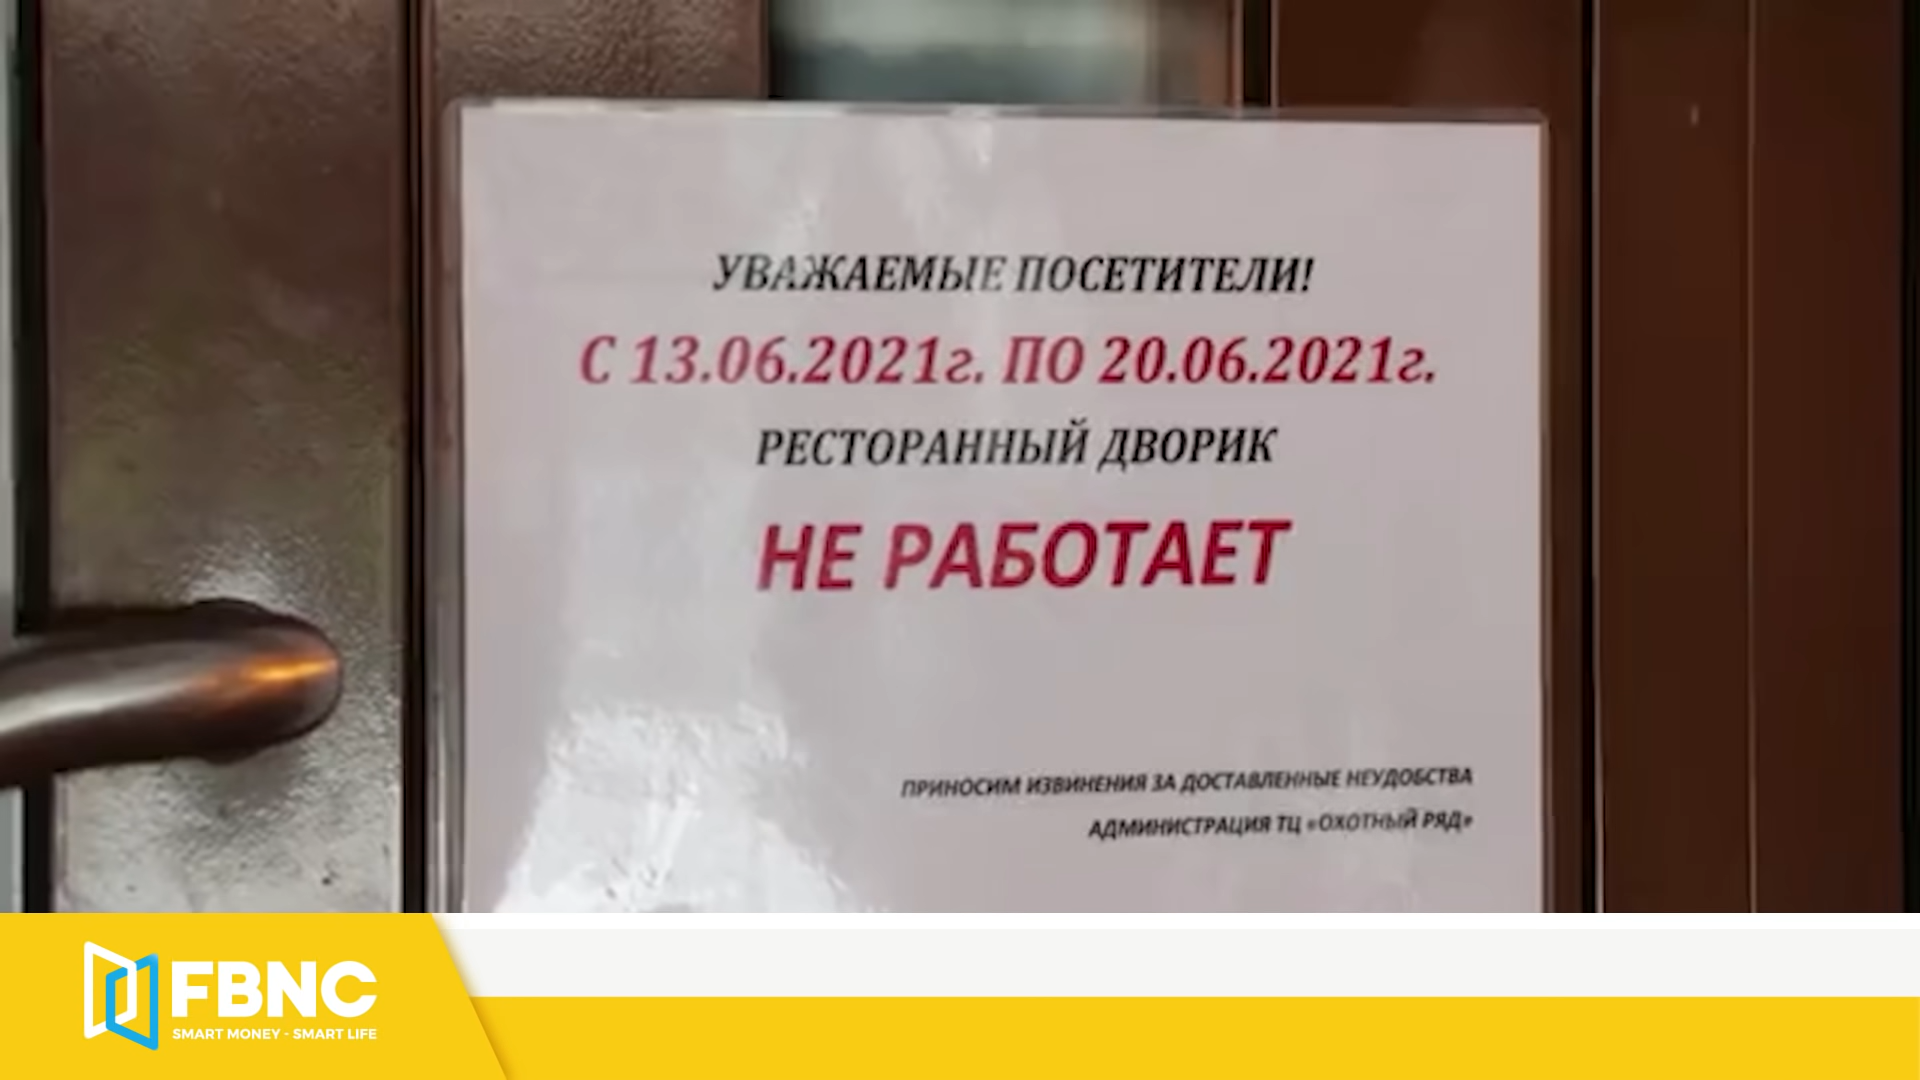 УВАЖАЕМЫЕ ПОСЕТИТЕЛИ!
С 13.06.2021г. ПО 20.06.2021г.
РЕСТОРАННЫЙ ДВОРИК
НЕ РАБОТАЕТ
ПРИНОСИМ ИЗВИНЕНИЯ ЗА ДОСТАВЛЕННЫЕ НЕУДОБСТВА
АДМИНИСТРАЦИЯ ТЦ «ОХОТНЫЙ РЯД»
FBNC
SMART MONEY - SMART LIFE